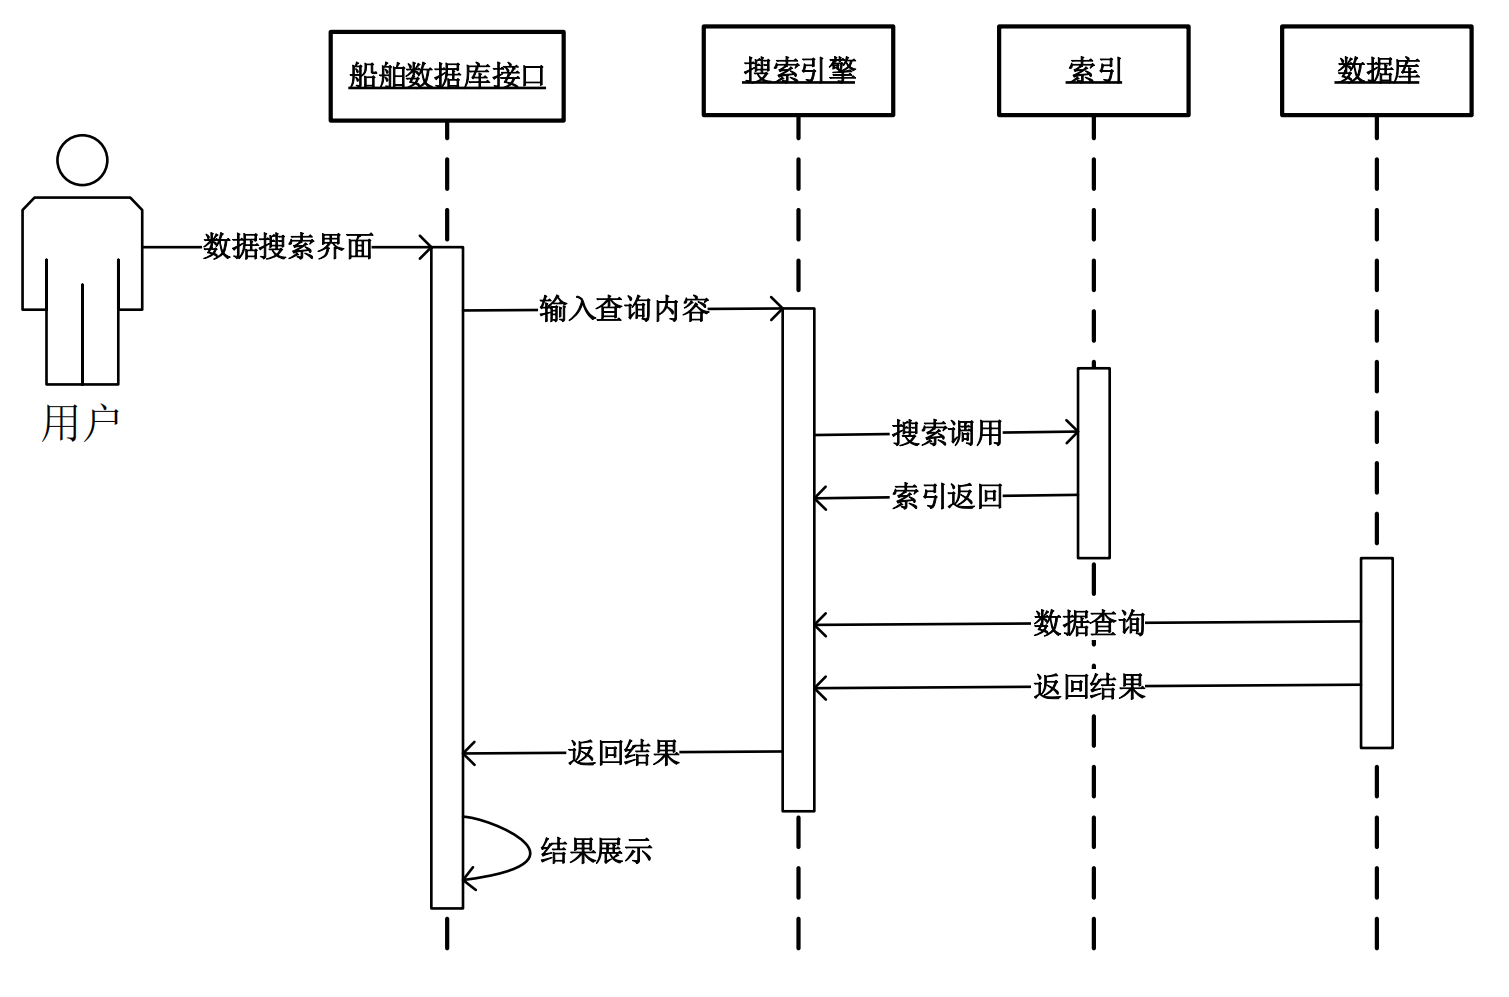 船舶数据库接口
搜索引擎
索引
数据库
数据搜索界面
输入查询内容
用户
搜索调用
索引返回
数据查询
返回结果
返回结果
结果展示